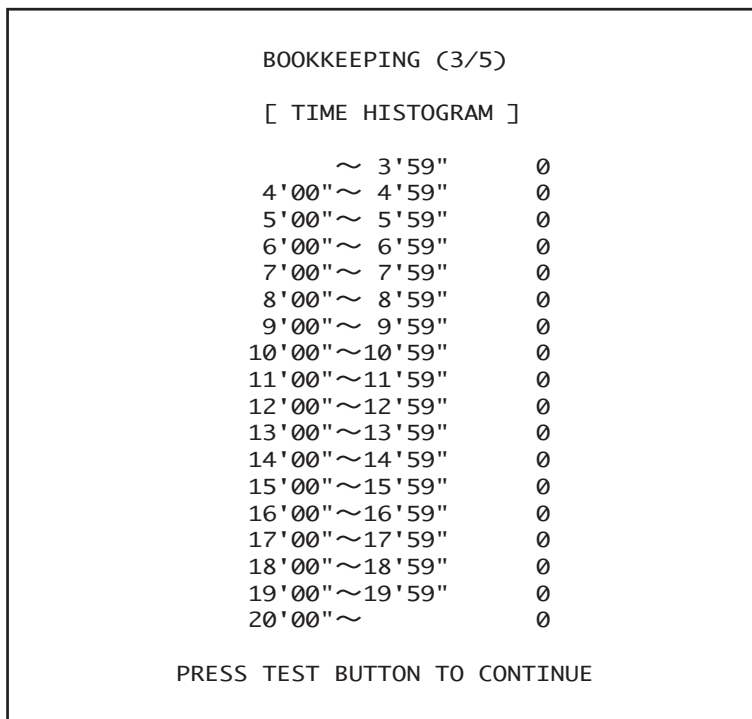 BOOKKEEPING (3/5)
[ TIME HISTOGRAM ]
～ 3'59" 0
4'00"～ 4'59" 0
5'00"～ 5'59" 0
6'00"～ 6'59" 0
7'00"～ 7'59" 0
8'00"～ 8'59" 0
9'00"～ 9'59" 0
10'00"～10'59" 0
11'00"～11'59" 0
12'00"～12'59" 0
13'00"～13'59" 0
14'00"～14'59" 0
15'00"～15'59" 0
16'00"～16'59" 0
17'00"～17'59" 0
18'00"～18'59" 0
19'00"～19'59" 0
20'00"～ 0
PRESS TEST BUTTON TO CONTINUE